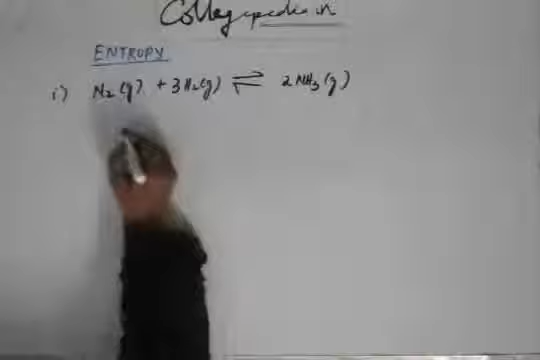 Collegepedia.in
ENTROPY
i) N₂(g) + 3H₂(g) ⇌ 2NH₃(g)